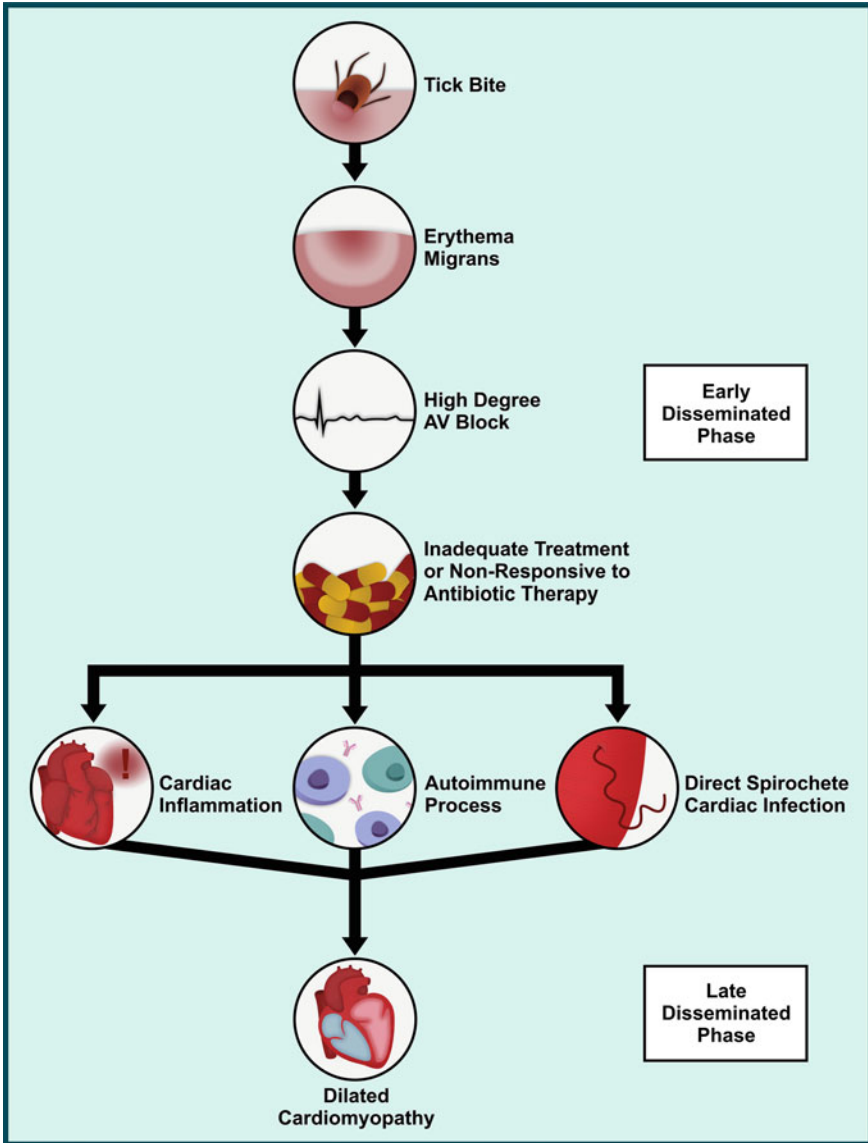 Tick Bite
Erythema
Migrans
High Degree
AV Block
Early
Disseminated
Phase
Inadequate Treatment
or Non-Responsive to
Antibiotic Therapy
Cardiac
Inflammation
Autoimmune
Process
Direct Spirochete
Cardiac Infection
Late
Disseminated
Phase
Dilated
Cardiomyopathy